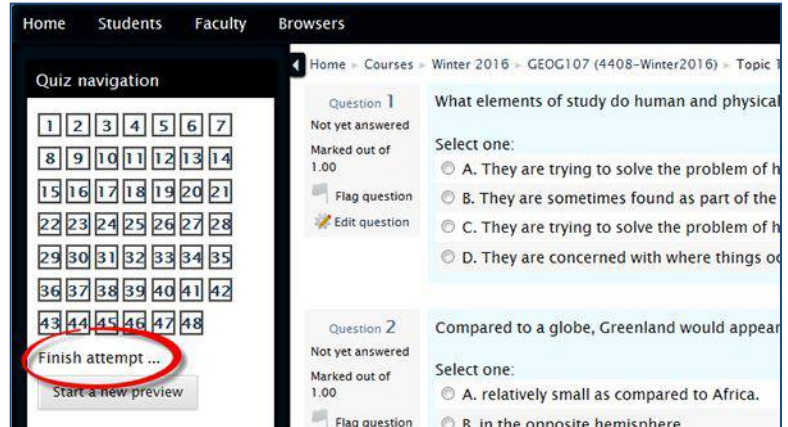 Home Students Faculty Browsers
Quiz navigation
1 2 3 4 5 6 7
8 9 10 11 12 13 14
15 16 17 18 19 20 21
22 23 24 25 26 27 28
29 30 31 32 33 34 35
36 37 38 39 40 41 42
43 44 45 46 47 48
Finish attempt ...
Start a new preview
Home Courses Winter 2016 GEOG107 (4408-Winter2016) Topic 1
Question 1
Not yet answered
Marked out of
1.00
Flag question
Edit question
What elements of study do human and physical
Select one:
A. They are trying to solve the problem of h
B. They are sometimes found as part of the
C. They are trying to solve the problem of h
D. They are concerned with where things oc
Question 2
Not yet answered
Marked out of
1.00
Flag question
Compared to a globe, Greenland would appear
Select one:
A. relatively small as compared to Africa.
B. in the opposite hemisphere